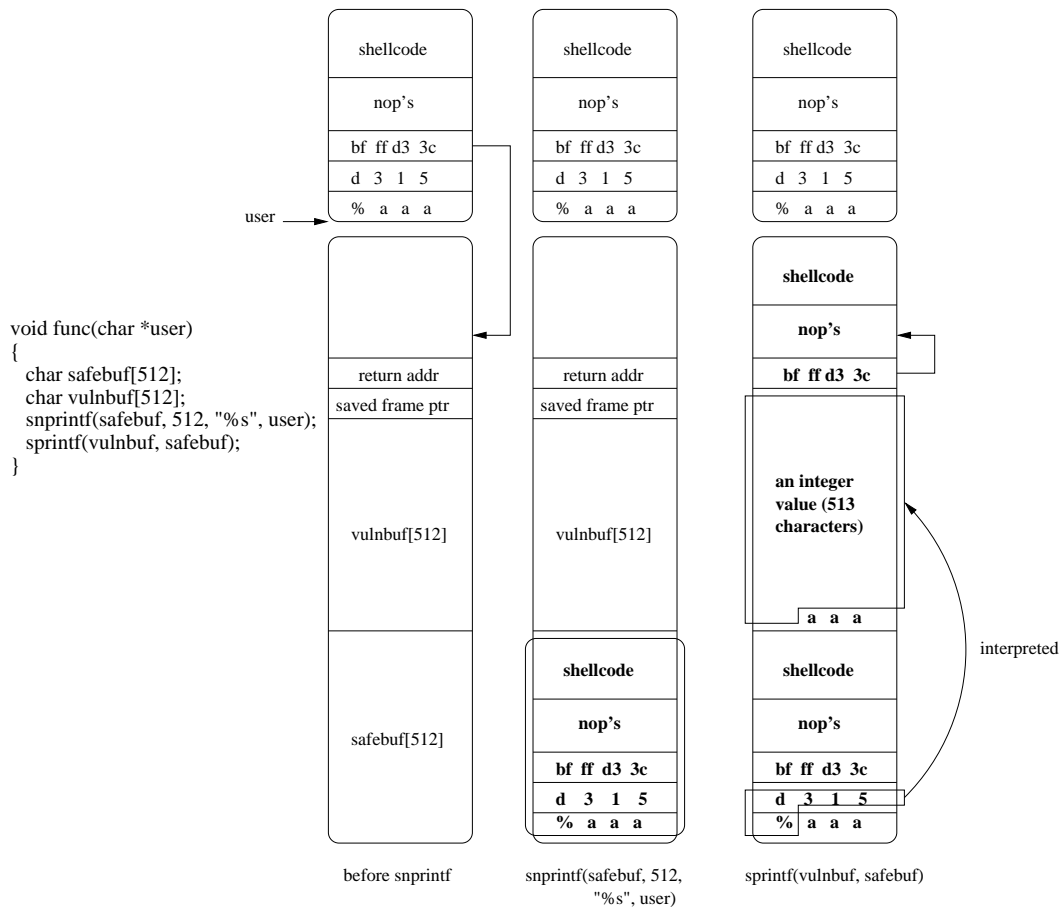 shellcode
nop's
bf ff d3 3c
d 3 1 5
% a a a
user
shellcode
nop's
bf ff d3 3c
d 3 1 5
% a a a
shellcode
nop's
bf ff d3 3c
d 3 1 5
% a a a
void func(char *user)
{
char safebuf[512];
char vulnbuf[512];
snprintf(safebuf, 512, "%s", user);
sprintf(vulnbuf, safebuf);
}
return addr
saved frame ptr
vulnbuf[512]
safebuf[512]
before snprintf
return addr
saved frame ptr
vulnbuf[512]
shellcode
nop's
bf ff d3 3c
d 3 1 5
% a a a
snprintf(safebuf, 512,
"%s", user)
shellcode
nop's
bf ff d3 3c
an integer
value (513
characters)
a a a
interpreted
shellcode
nop's
bf ff d3 3c
d 3 1 5
% a a a
sprintf(vulnbuf, safebuf)